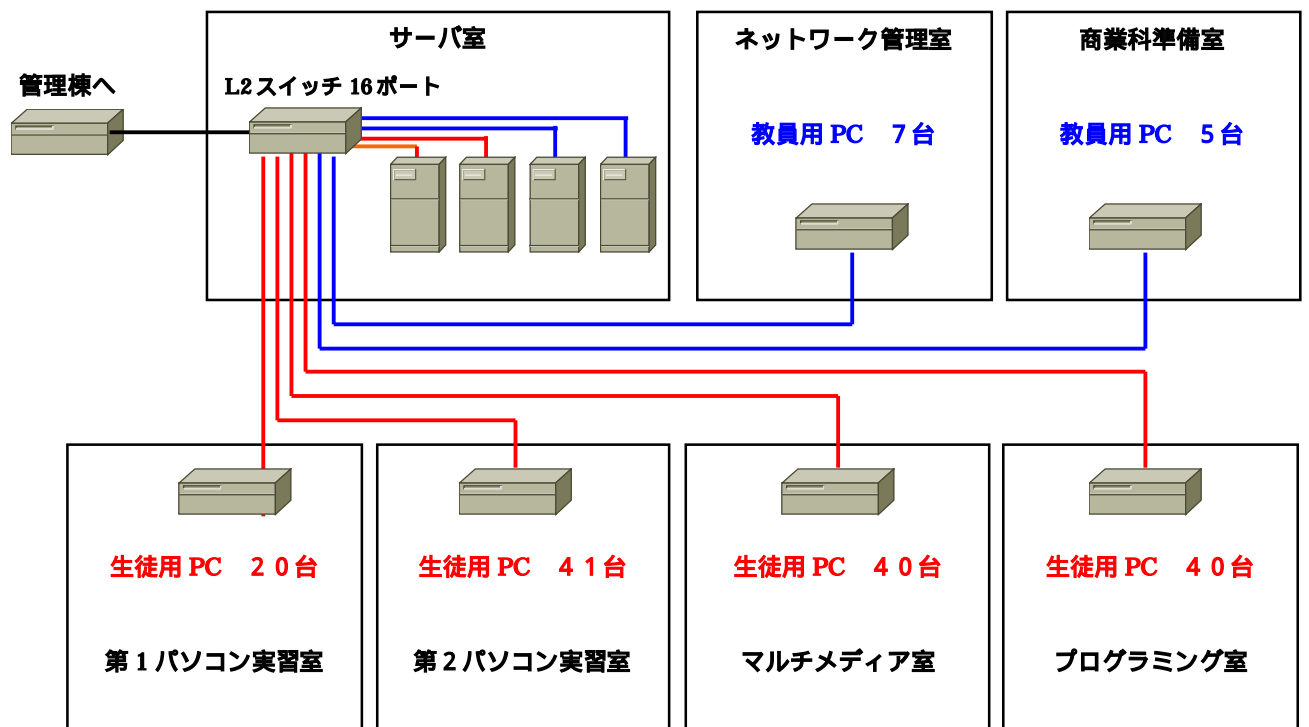 サーバ室
ネットワーク管理室
商業科準備室
管理棟へ
L2スイッチ 16ポート
教員用 PC　７台
教員用 PC　５台
生徒用 PC　２０台
生徒用 PC　４１台
生徒用 PC　４０台
生徒用 PC　４０台
第１パソコン実習室
第２パソコン実習室
マルチメディア室
プログラミング室